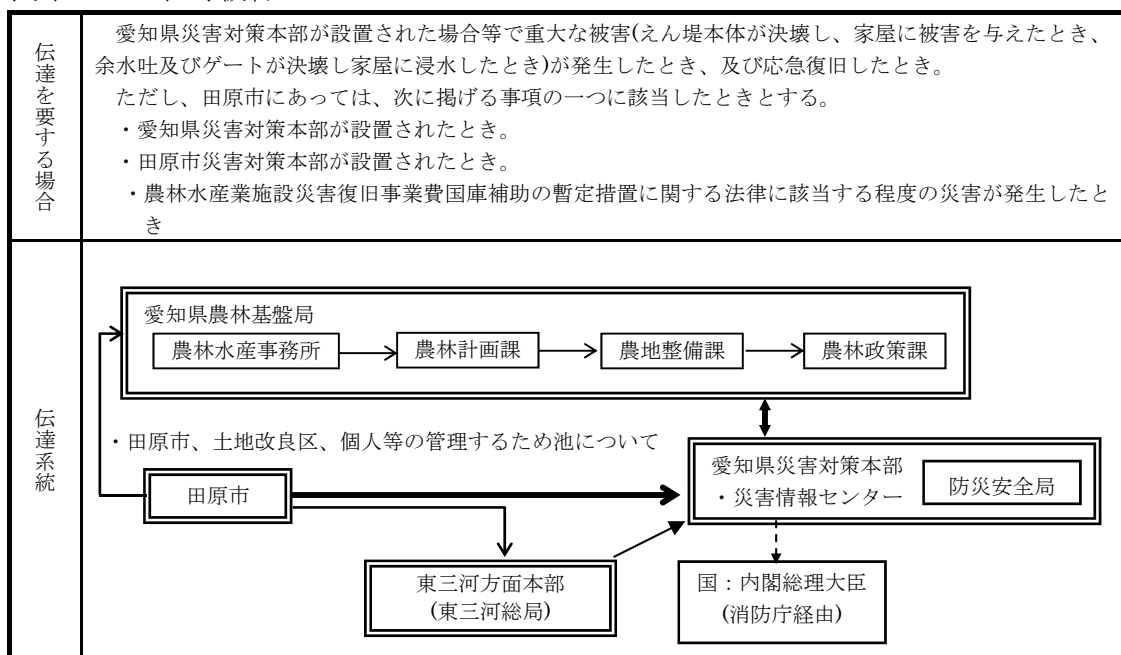 伝達を要する場合
愛知県災害対策本部が設置された場合等で重大な被害(えん堤本体が決壊し、家屋に被害を与えたとき、
余水吐及びゲートが決壊し家屋に浸水したとき)が発生したとき、及び応急復旧したとき。
ただし、田原市にあっては、次に掲げる事項の一つに該当したときとする。
・愛知県災害対策本部が設置されたとき。
・田原市災害対策本部が設置されたとき。
・農林水産業施設災害復旧事業費国庫補助の暫定措置に関する法律に該当する程度の災害が発生したと
き
伝達系統
愛知県農林基盤局
農林水産事務所
農林計画課
農地整備課
農林政策課
・田原市、土地改良区、個人等の管理するため池について
田原市
愛知県災害対策本部
・災害情報センター
防災安全局
東三河方面本部
(東三河総局)
国：内閣総理大臣
(消防庁経由)